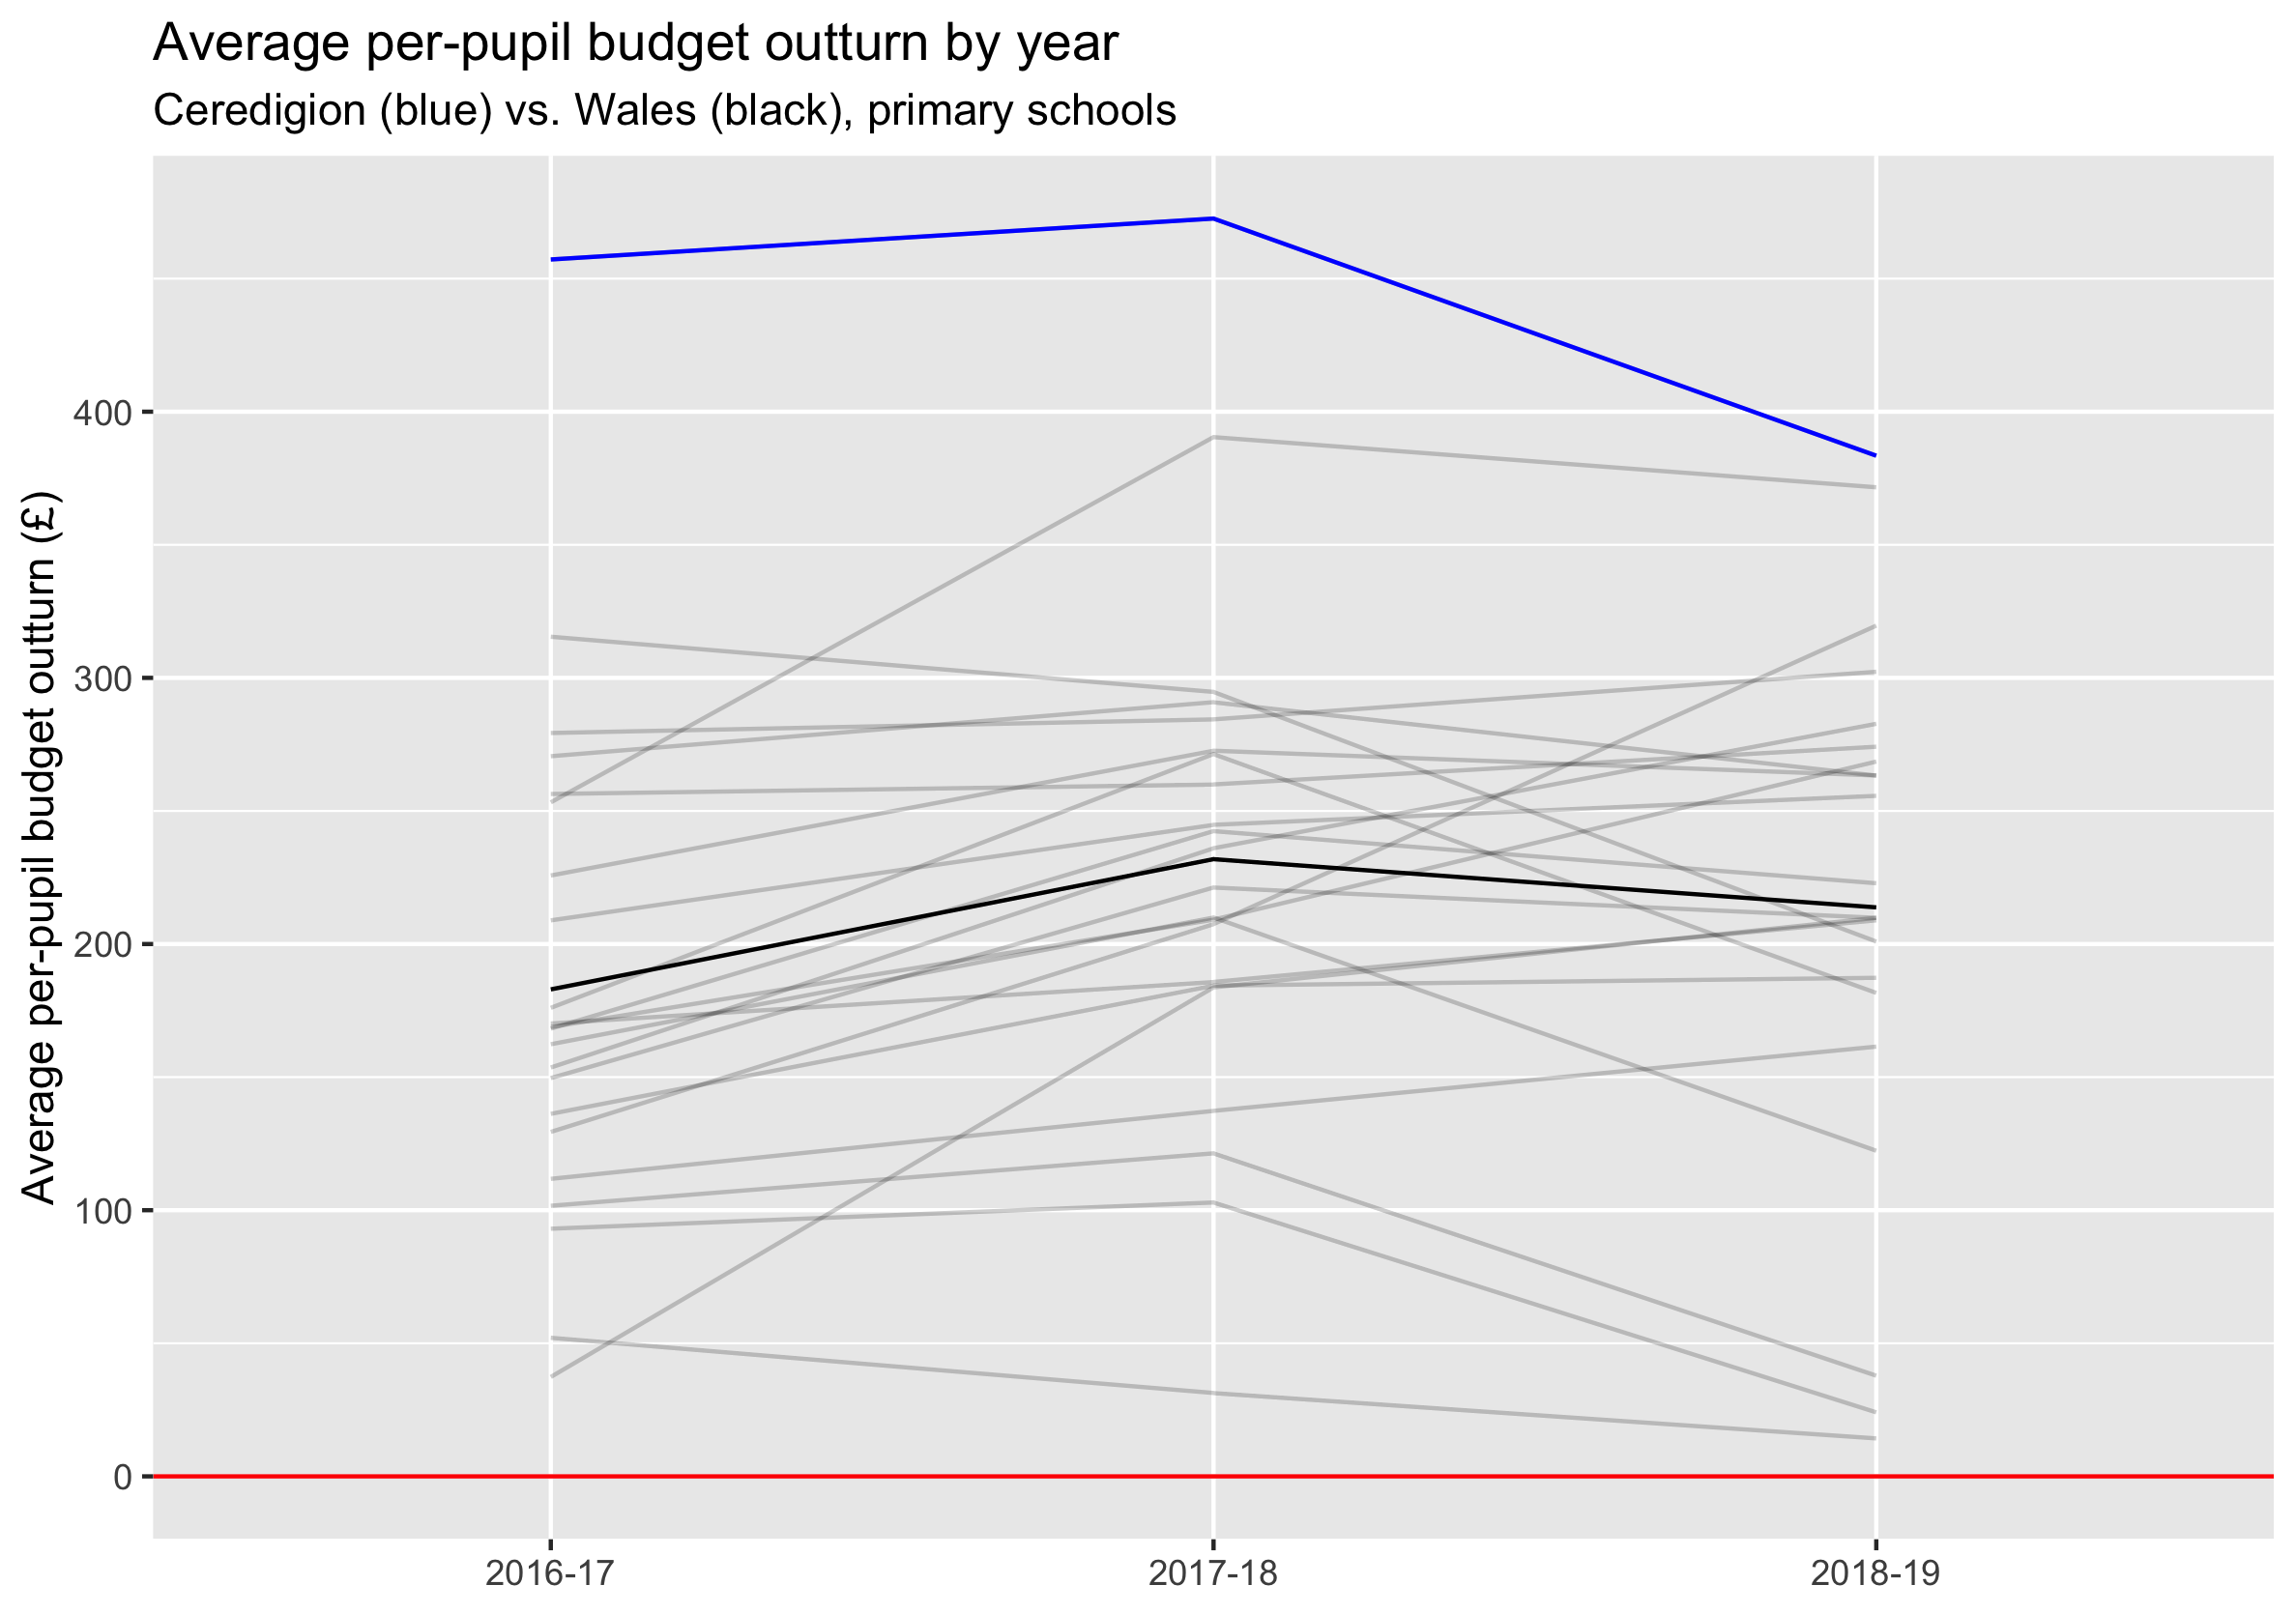 Average per-pupil budget outturn by year
Ceredigion (blue) vs. Wales (black), primary schools
Average per-pupil budget outturn (£)
400
300
200
100
0
2016-17
2017-18
2018-19